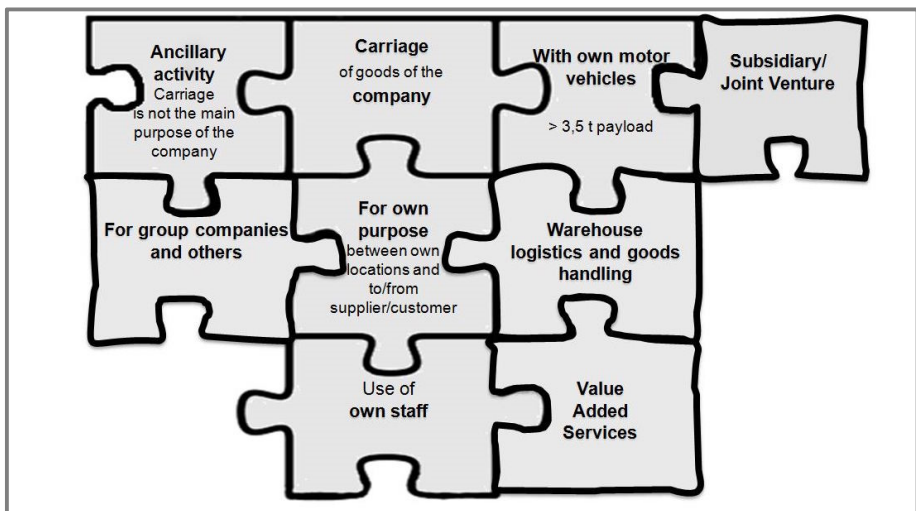 Ancillary
activity
Carriage
is not the main
purpose of the
company
Carriage
of goods of the
company
With own motor
vehicles
> 3,5 t payload
Subsidiary/
Joint Venture
For group companies
and others
For own
purpose
between own
locations and
to/from
supplier/customer
Warehouse
logistics and goods
handling
Use of
own staff
Value
Added
Services